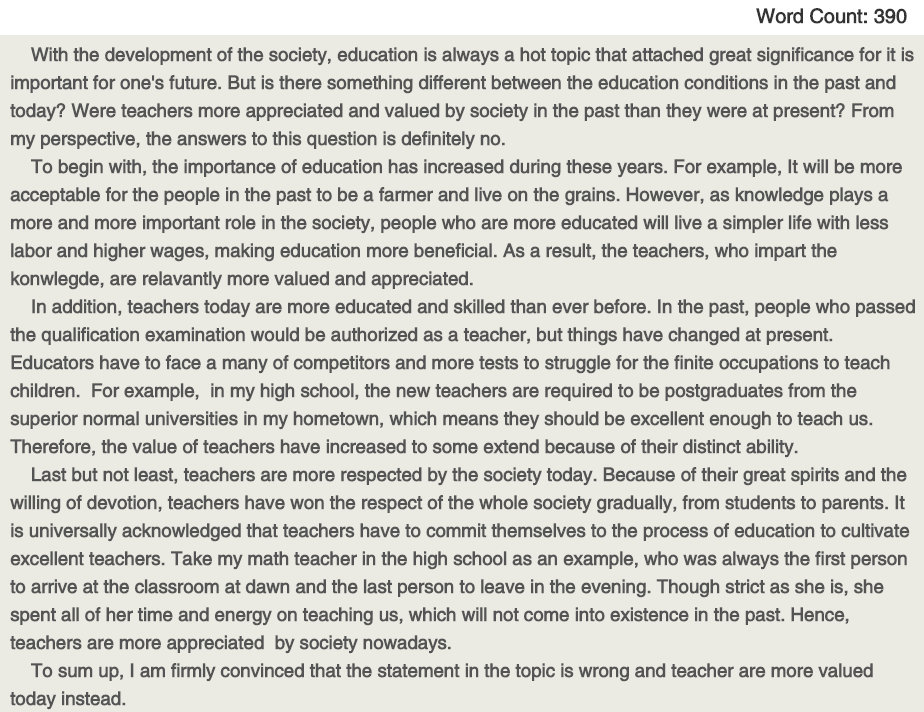 Word Count: 390
With the development of the society, education is always a hot topic that attached great significance for it is
important for one's future. But is there something different between the education conditions in the past and
today? Were teachers more appreciated and valued by society in the past than they were at present? From
my perspective, the answers to this question is definitely no.
To begin with, the importance of education has increased during these years. For example, It will be more
acceptable for the people in the past to be a farmer and live on the grains. However, as knowledge plays a
more and more important role in the society, people who are more educated will live a simpler life with less
labor and higher wages, making education more beneficial. As a result, the teachers, who impart the
konwlegde, are relavantly more valued and appreciated.
In addition, teachers today are more educated and skilled than ever before. In the past, people who passed
the qualification examination would be authorized as a teacher, but things have changed at present.
Educators have to face a many of competitors and more tests to struggle for the finite occupations to teach
children.  For example,  in my high school, the new teachers are required to be postgraduates from the
superior normal universities in my hometown, which means they should be excellent enough to teach us.
Therefore, the value of teachers have increased to some extend because of their distinct ability.
Last but not least, teachers are more respected by the society today. Because of their great spirits and the
willing of devotion, teachers have won the respect of the whole society gradually, from students to parents. It
is universally acknowledged that teachers have to commit themselves to the process of education to cultivate
excellent teachers. Take my math teacher in the high school as an example, who was always the first person
to arrive at the classroom at dawn and the last person to leave in the evening. Though strict as she is, she
spent all of her time and energy on teaching us, which will not come into existence in the past. Hence,
teachers are more appreciated  by society nowadays.
To sum up, I am firmly convinced that the statement in the topic is wrong and teacher are more valued
today instead.